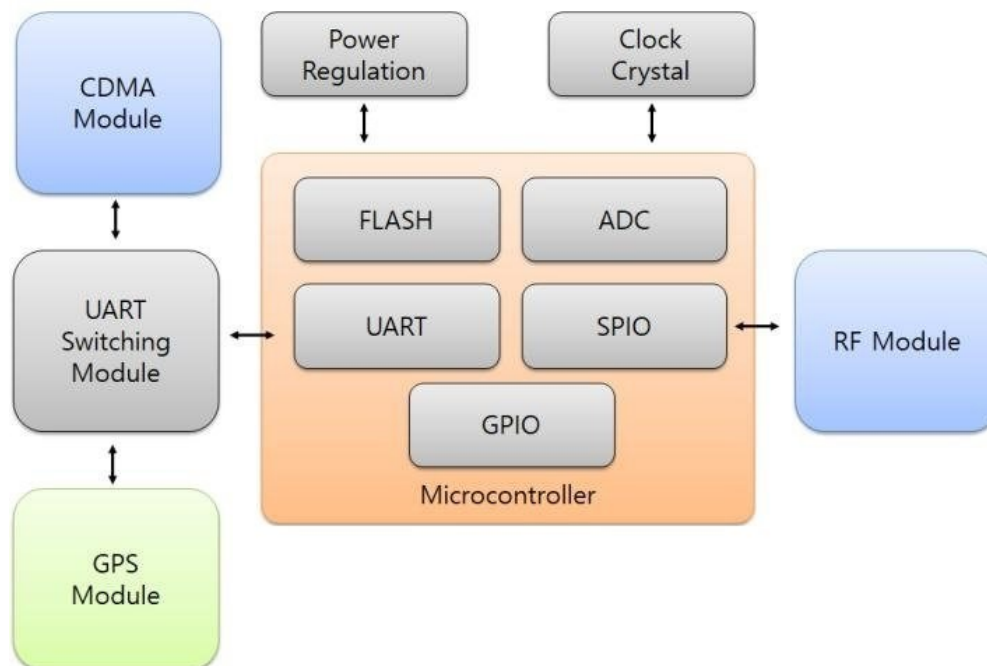 CDMA
Module
Power
Regulation
Clock
Crystal
FLASH
ADC
UART
Switching
Module
UART
SPIO
RF Module
GPIO
Microcontroller
GPS
Module